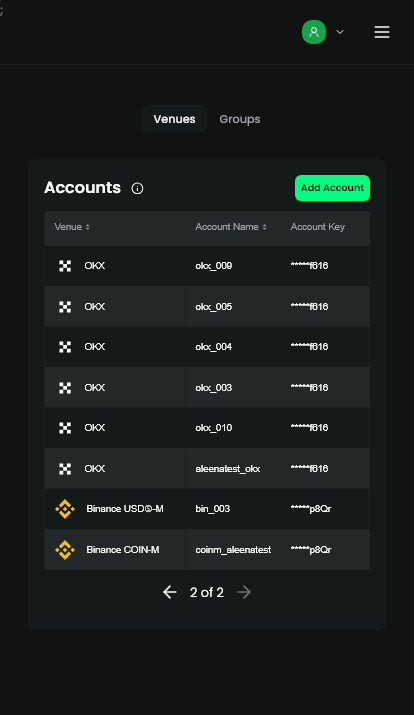 ;
Venues Groups
Accounts Add Account
Venue Account Name Account Key
OKX okx_009 *****f616
OKX okx_005 *****f616
OKX okx_004 *****f616
OKX okx_003 *****f616
OKX okx_010 *****f616
OKX aleenatest_okx *****f616
Binance USDⓈ-M bin_003 *****p8Qr
Binance COIN-M coinm_aleenatest *****p8Qr
2 of 2